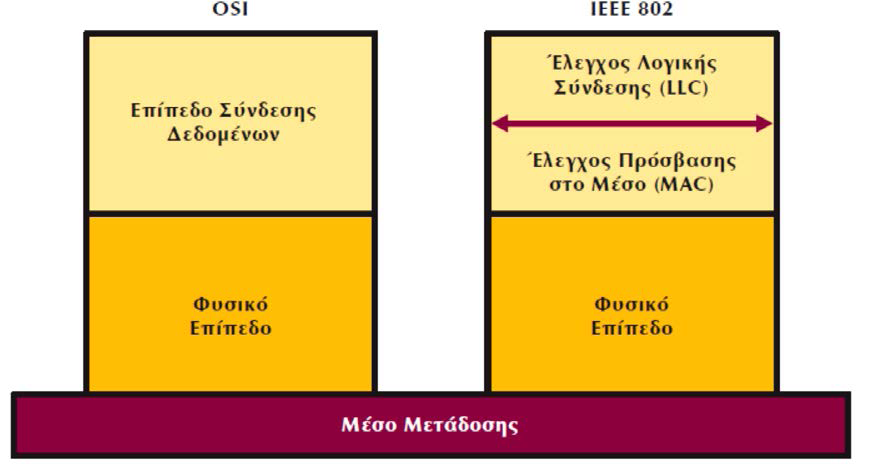 OSI
IEEE 802
Επίπεδο Σύνδεσης
Δεδομένων
Έλεγχος Λογικής
Σύνδεσης (LLC)
Έλεγχος Πρόσβασης
στο Μέσο (MAC)
Φυσικό
Επίπεδο
Φυσικό
Επίπεδο
Μέσο Μετάδοσης